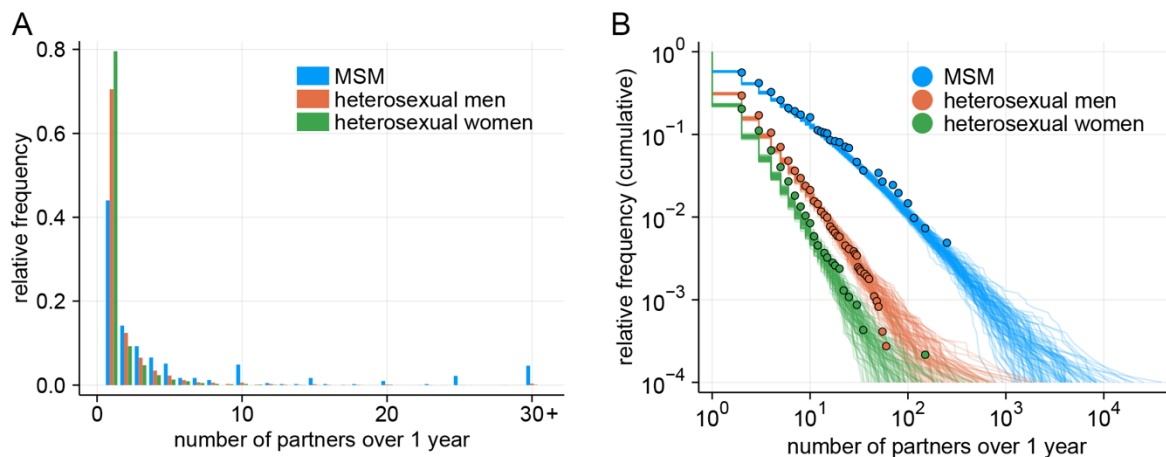 A
relative frequency
0.8
0.6
0.4
0.2
0.0
MSM
heterosexual men
heterosexual women
0 10 20 30+
number of partners over 1 year
B
relative frequency (cumulative)
10⁰
10⁻¹
10⁻²
10⁻³
10⁻⁴
MSM
heterosexual men
heterosexual women
10⁰ 10¹ 10² 10³ 10⁴
number of partners over 1 year